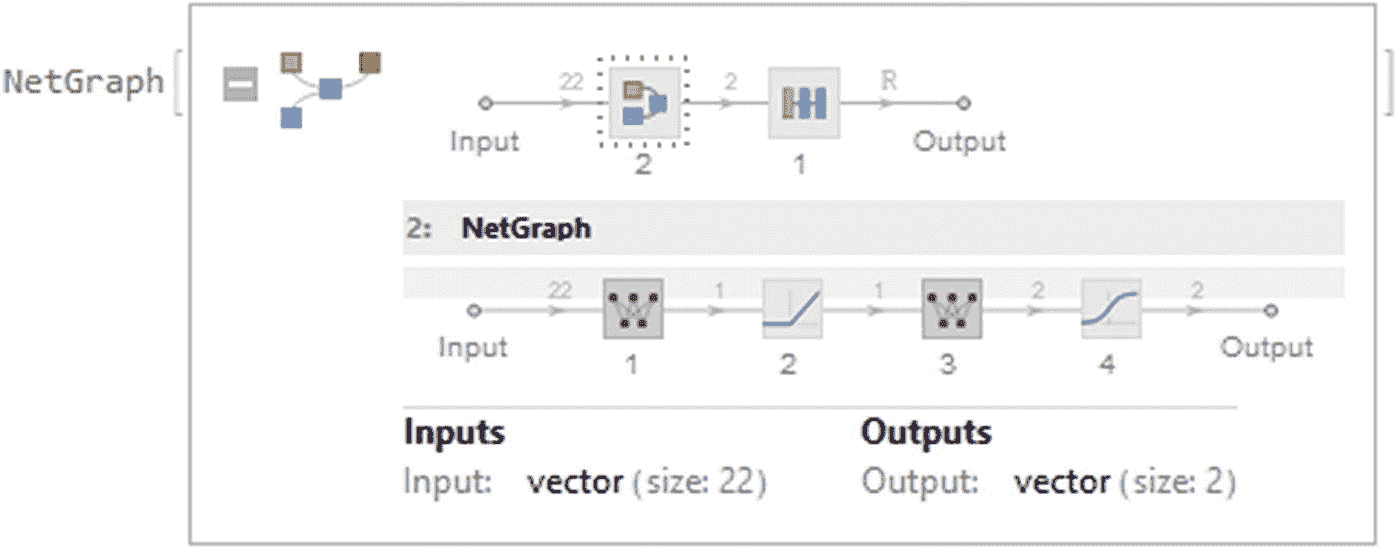 NetGraph[ ]
22 2 R
Input 2 1 Output
2: NetGraph
22 1 1 2 2
Input 1 2 3 4 Output
Inputs Outputs
Input: vector (size: 22) Output: vector (size: 2)